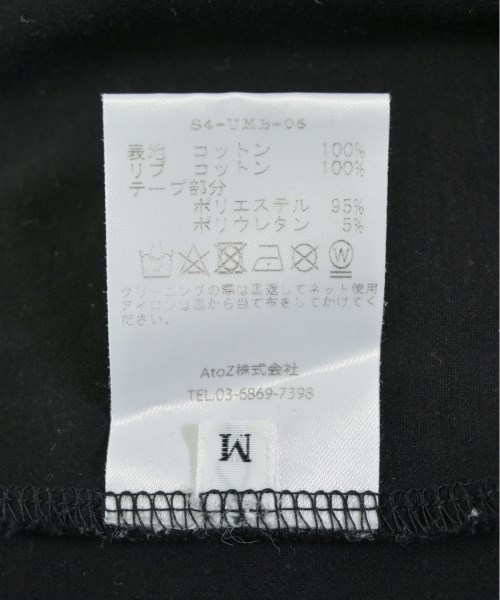 S4-UMB-06
表地 コットン 100%
リブ コットン 100%
テープ部分
ポリエステル 95%
ポリウレタン 5%
W
クリーニングの際は裏返してネット使用
アイロンは裏から当て布をしてかけてく
ださい。
AtoZ株式会社
TEL.03-6869-7398
M